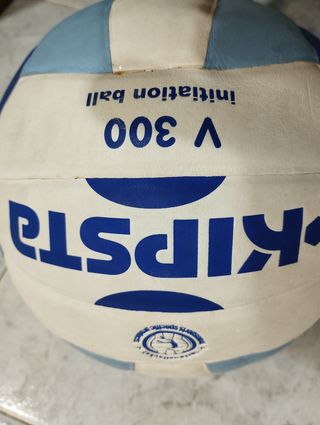 KIPSTA
V 300
initiation ball